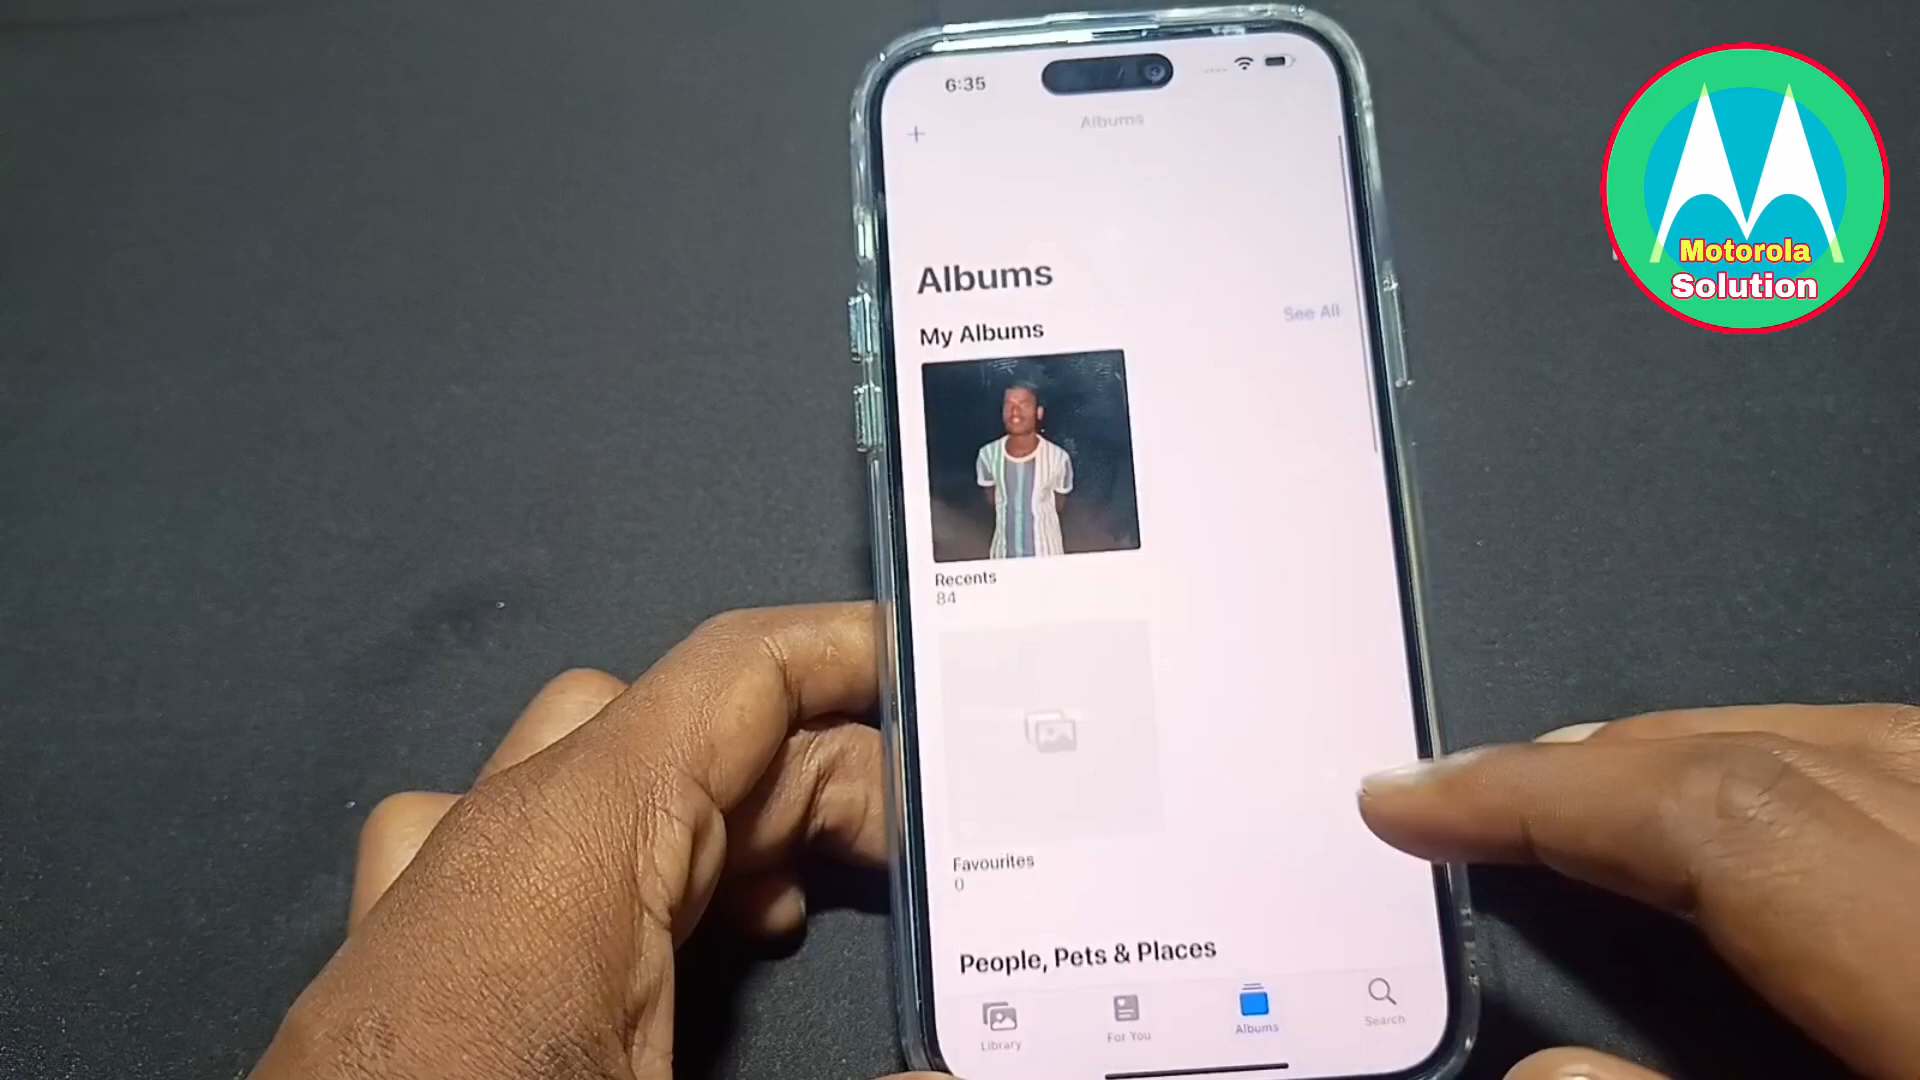 6:35
Albums
Albums
My Albums
See All
Recents
84
Favourites
0
People, Pets & Places
Library
For You
Albums
Search
Motorola
Solution